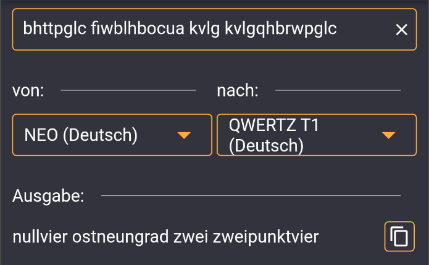 bhttpglc fiwblhbocua kvlg kvlgqhbrwpglc
von:
nach:
NEO (Deutsch)
QWERTZ T1
(Deutsch)
Ausgabe:
nullvier ostneungrad zwei zweipunktvier